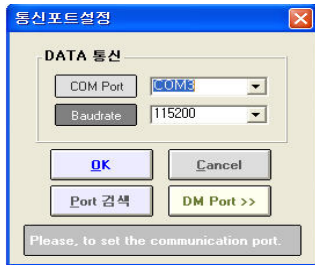 통신포트설정
DATA 통신
COM Port COM3
Baudrate 115200
OK Cancel
Port 검색 DM Port >>
Please, to set the communication port.